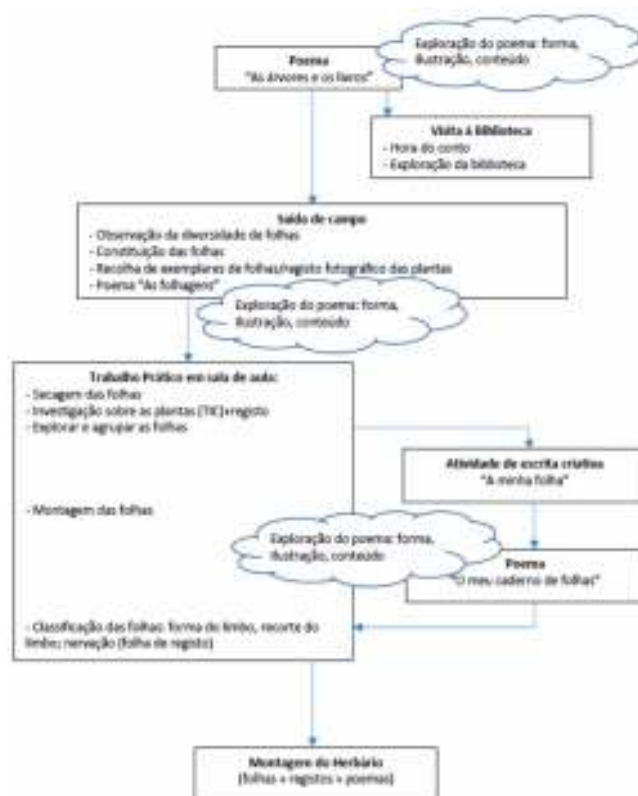 Poema
"As árvores e os livros"
Exploração do poema: forma,
ilustração, conteúdo
Visita à Biblioteca
- Hora do conto
- Exploração da biblioteca
Saída de campo
- Observação da diversidade de folhas
- Constituição das folhas
- Recolha de exemplares de folhas/registo fotográfico das plantas
- Poema "As folhagens"
Exploração do poema: forma,
ilustração, conteúdo
Trabalho Prático em sala de aula:
- Secagem das folhas
- Investigação sobre as plantas (TIC)+registo
- Explorar e agrupar as folhas
Atividade de escrita criativa
"A minha folha"
- Montagem das folhas
Exploração do poema: forma,
ilustração, conteúdo
Poema
"O meu caderno de folhas"
- Classificação das folhas: forma do limbo, recorte do
limbo; nervação (folha de registo)
Montagem do Herbário
(folhas + registos + poemas)